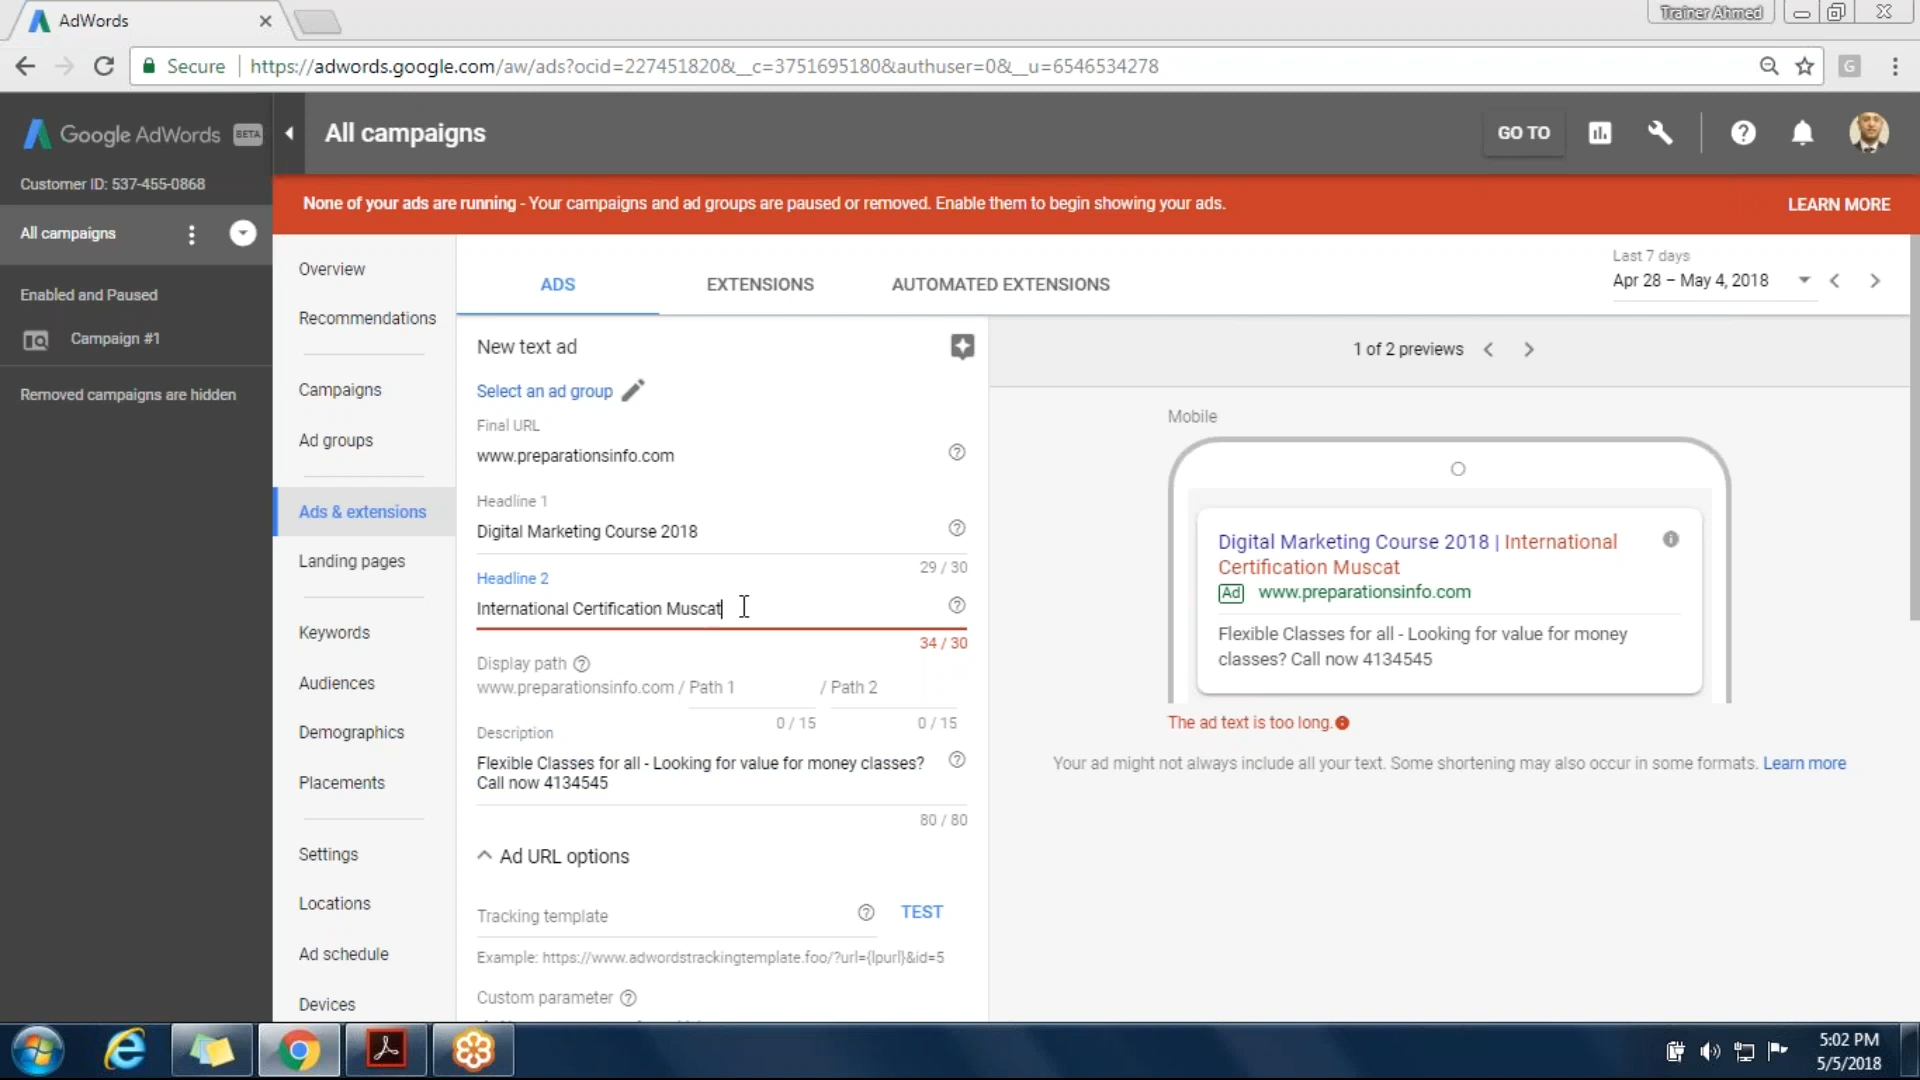 AdWords
Trainer Ahmed
Secure
https://adwords.google.com/aw/ads?ocid=227451820&__c=3751695180&authuser=0&__u=6546534278
G
Google AdWords BETA
All campaigns
GO TO
Customer ID: 537-455-0868
None of your ads are running - Your campaigns and ad groups are paused or removed. Enable them to begin showing your ads.
LEARN MORE
All campaigns
Enabled and Paused
Campaign #1
Removed campaigns are hidden
Overview
Recommendations
Campaigns
Ad groups
Ads & extensions
Landing pages
Keywords
Audiences
Demographics
Placements
Settings
Locations
Ad schedule
Devices
ADS
EXTENSIONS
AUTOMATED EXTENSIONS
Last 7 days
Apr 28 – May 4, 2018
New text ad
Select an ad group
Final URL
www.preparationsinfo.com
Headline 1
Digital Marketing Course 2018
29 / 30
Headline 2
International Certification Muscat
34 / 30
Display path
www.preparationsinfo.com / Path 1 / Path 2
0 / 15 0 / 15
Description
Flexible Classes for all - Looking for value for money classes?
Call now 4134545
80 / 80
Ad URL options
Tracking template
TEST
Example: https://www.adwordstrackingtemplate.foo/?url={lpurl}&id=5
Custom parameter
1 of 2 previews
Mobile
Digital Marketing Course 2018 | International
Certification Muscat
Ad www.preparationsinfo.com
Flexible Classes for all - Looking for value for money
classes? Call now 4134545
The ad text is too long.
Your ad might not always include all your text. Some shortening may also occur in some formats. Learn more
5:02 PM
5/5/2018